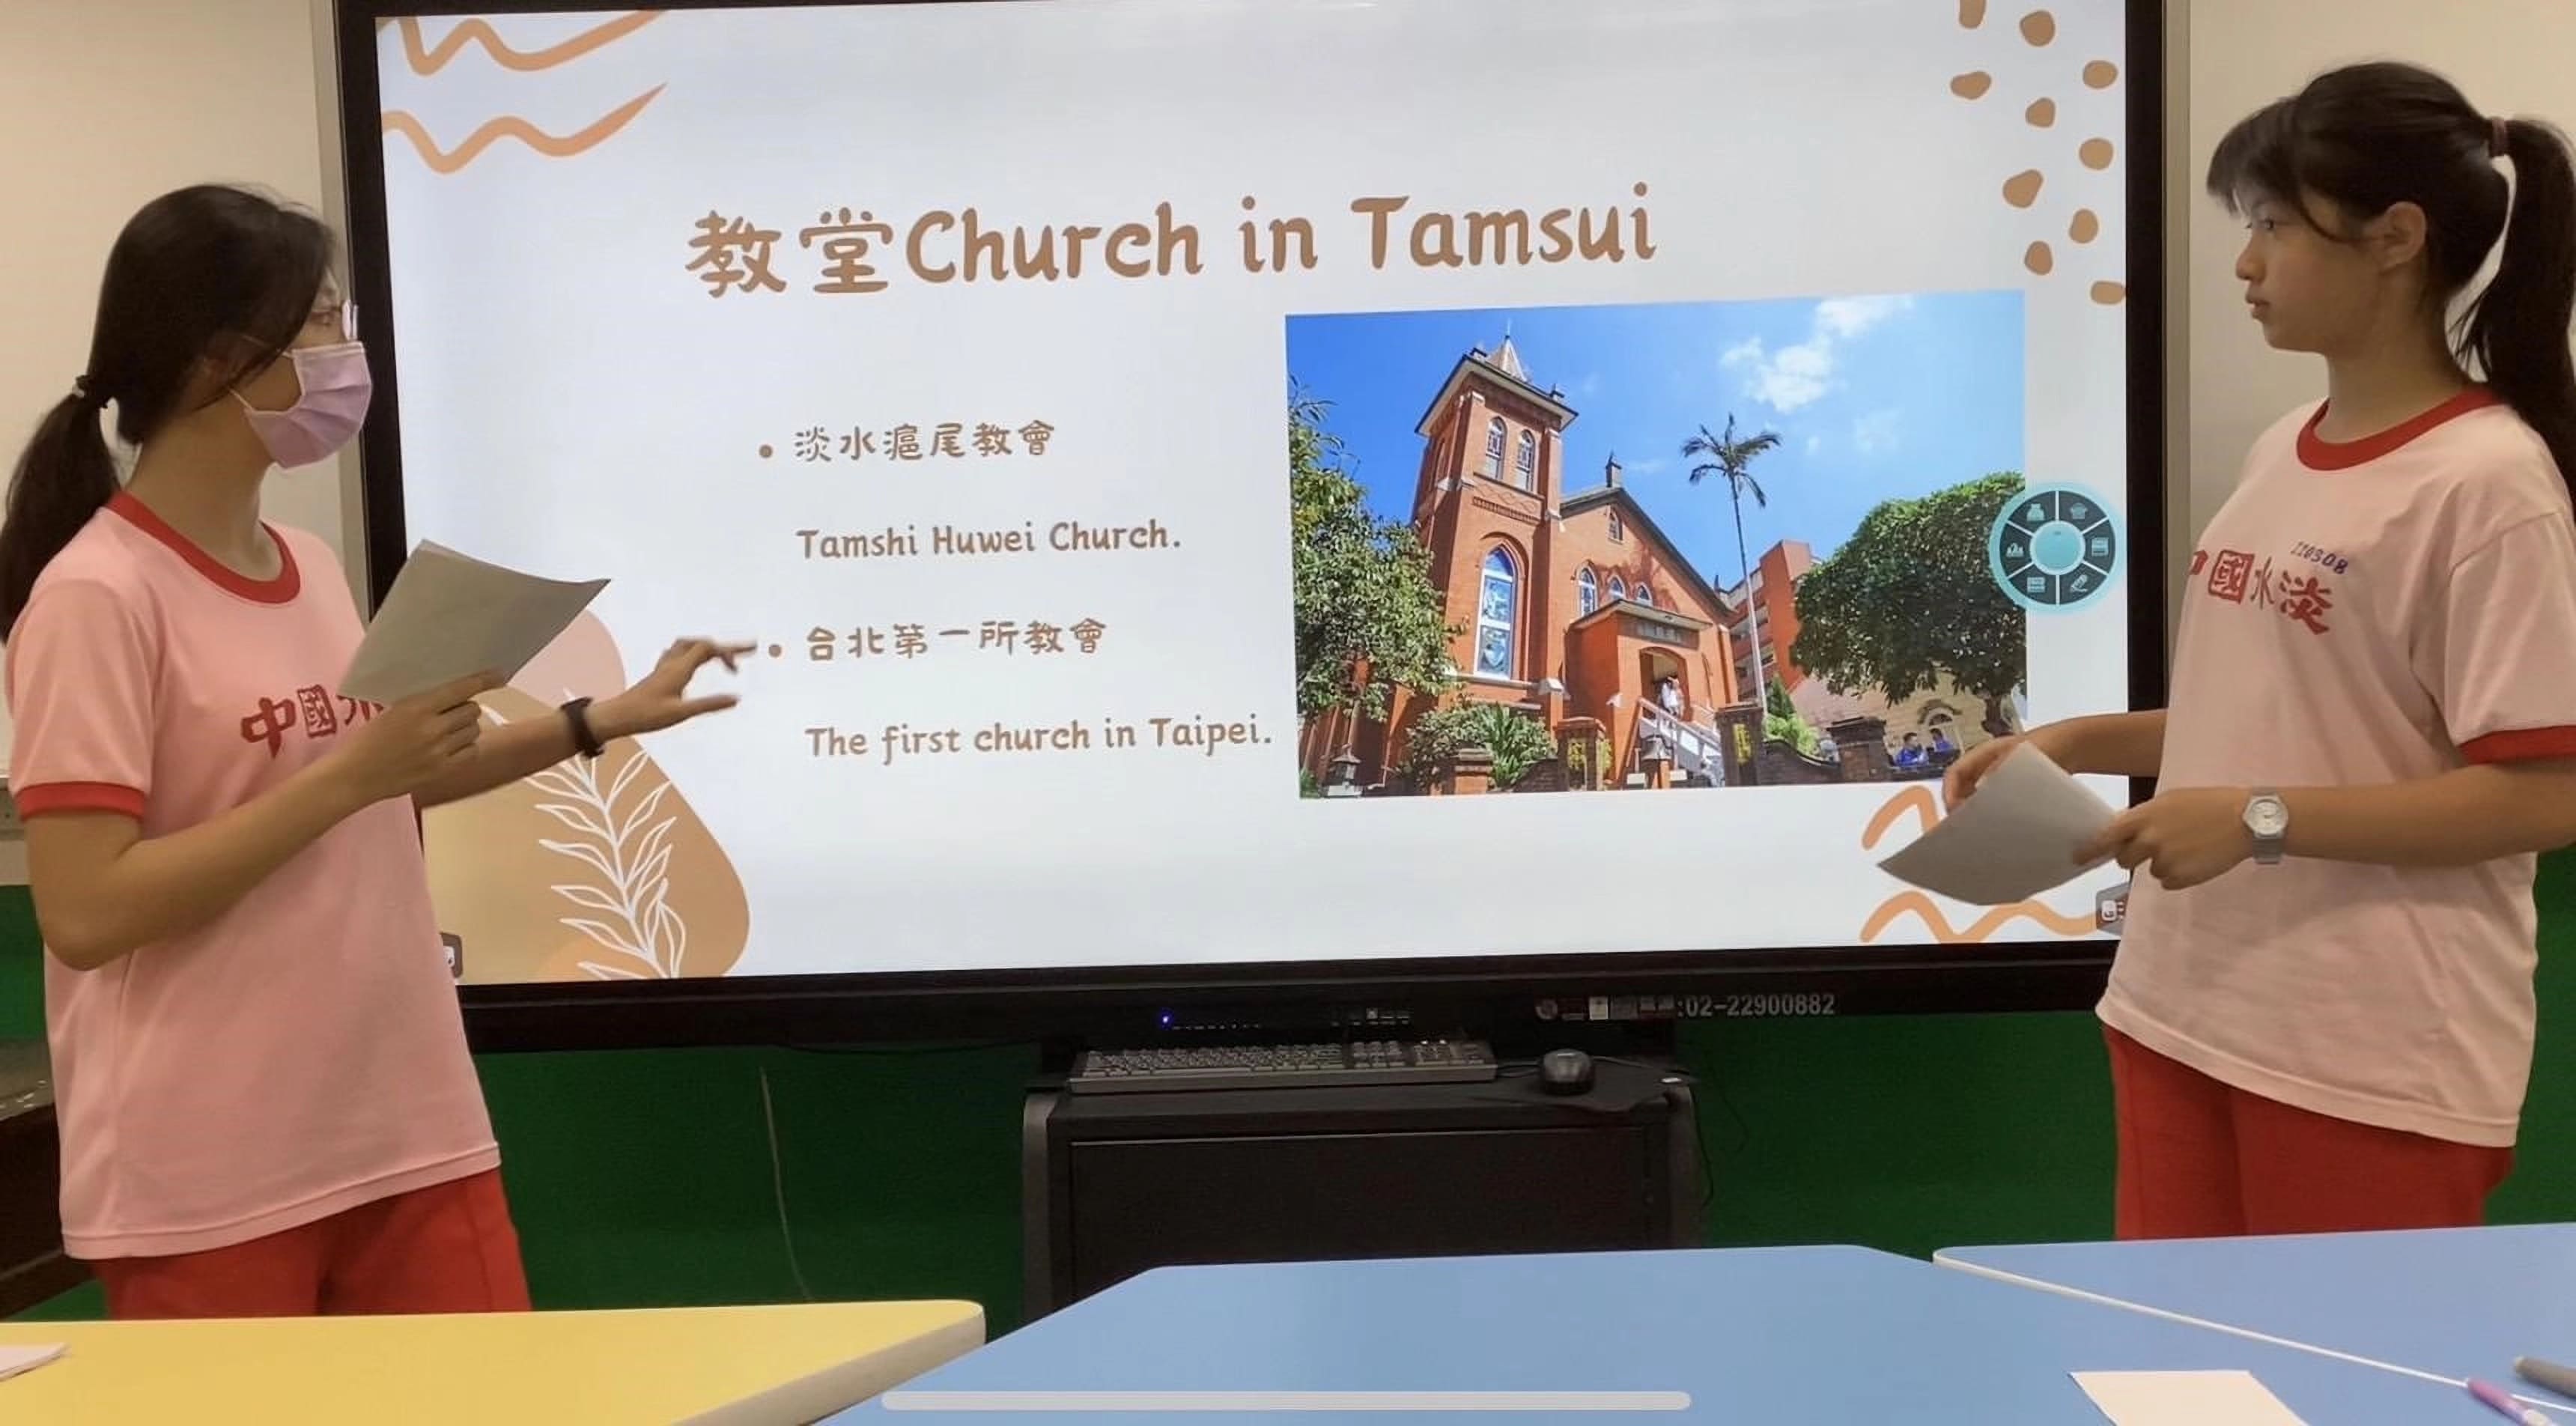 教堂Church in Tamsui
淡水滬尾教會
Tamshi Huwei Church.
台北第一所教會
The first church in Taipei.
中國水
110308
中國水淡
:02-22900882